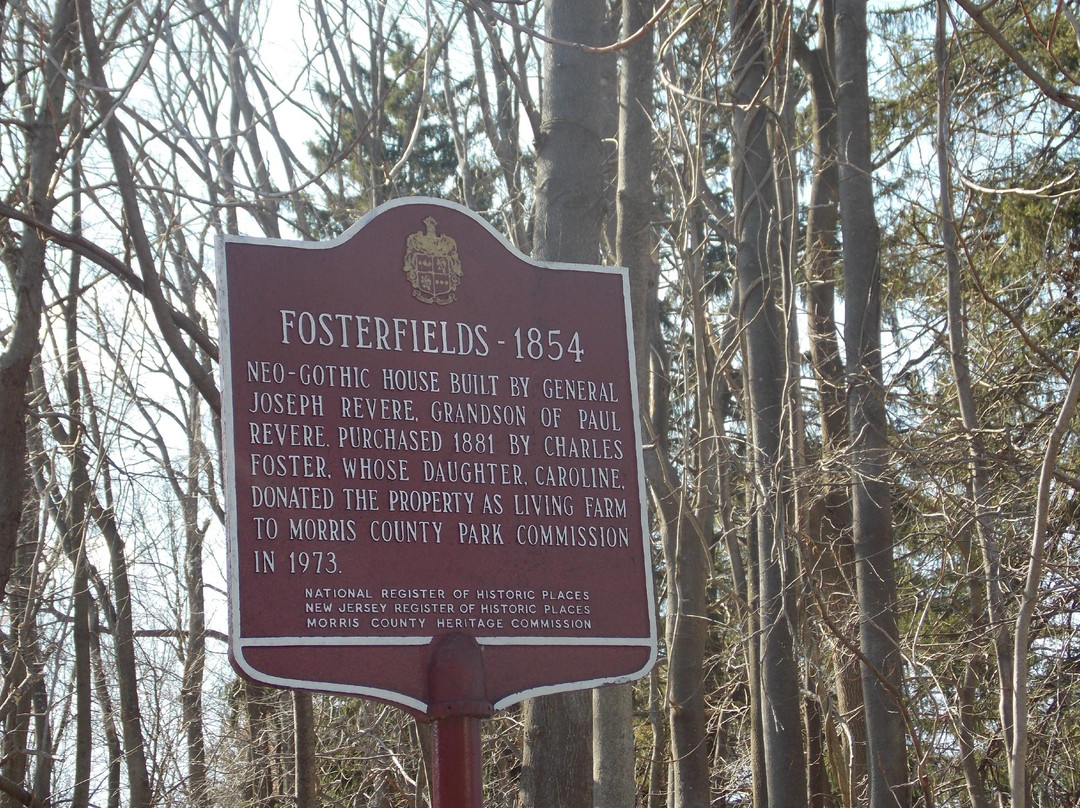 FOSTERFIELDS - 1854
NEO-GOTHIC HOUSE BUILT BY GENERAL
JOSEPH REVERE, GRANDSON OF PAUL
REVERE. PURCHASED 1881 BY CHARLES
FOSTER, WHOSE DAUGHTER, CAROLINE,
DONATED THE PROPERTY AS LIVING FARM
TO MORRIS COUNTY PARK COMMISSION
IN 1973.
NATIONAL REGISTER OF HISTORIC PLACES
NEW JERSEY REGISTER OF HISTORIC PLACES
MORRIS COUNTY HERITAGE COMMISSION